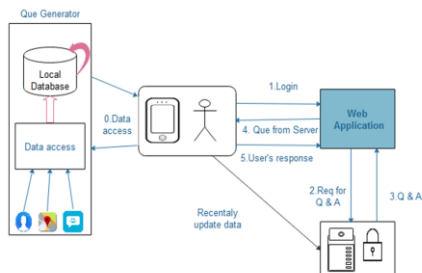 Que Generator
Local
Database
Data access
0.Data
access
1.Login
4. Que from Server
5.User's response
Web
Application
2.Req for
Q & A
3.Q & A
Recentaly
update data